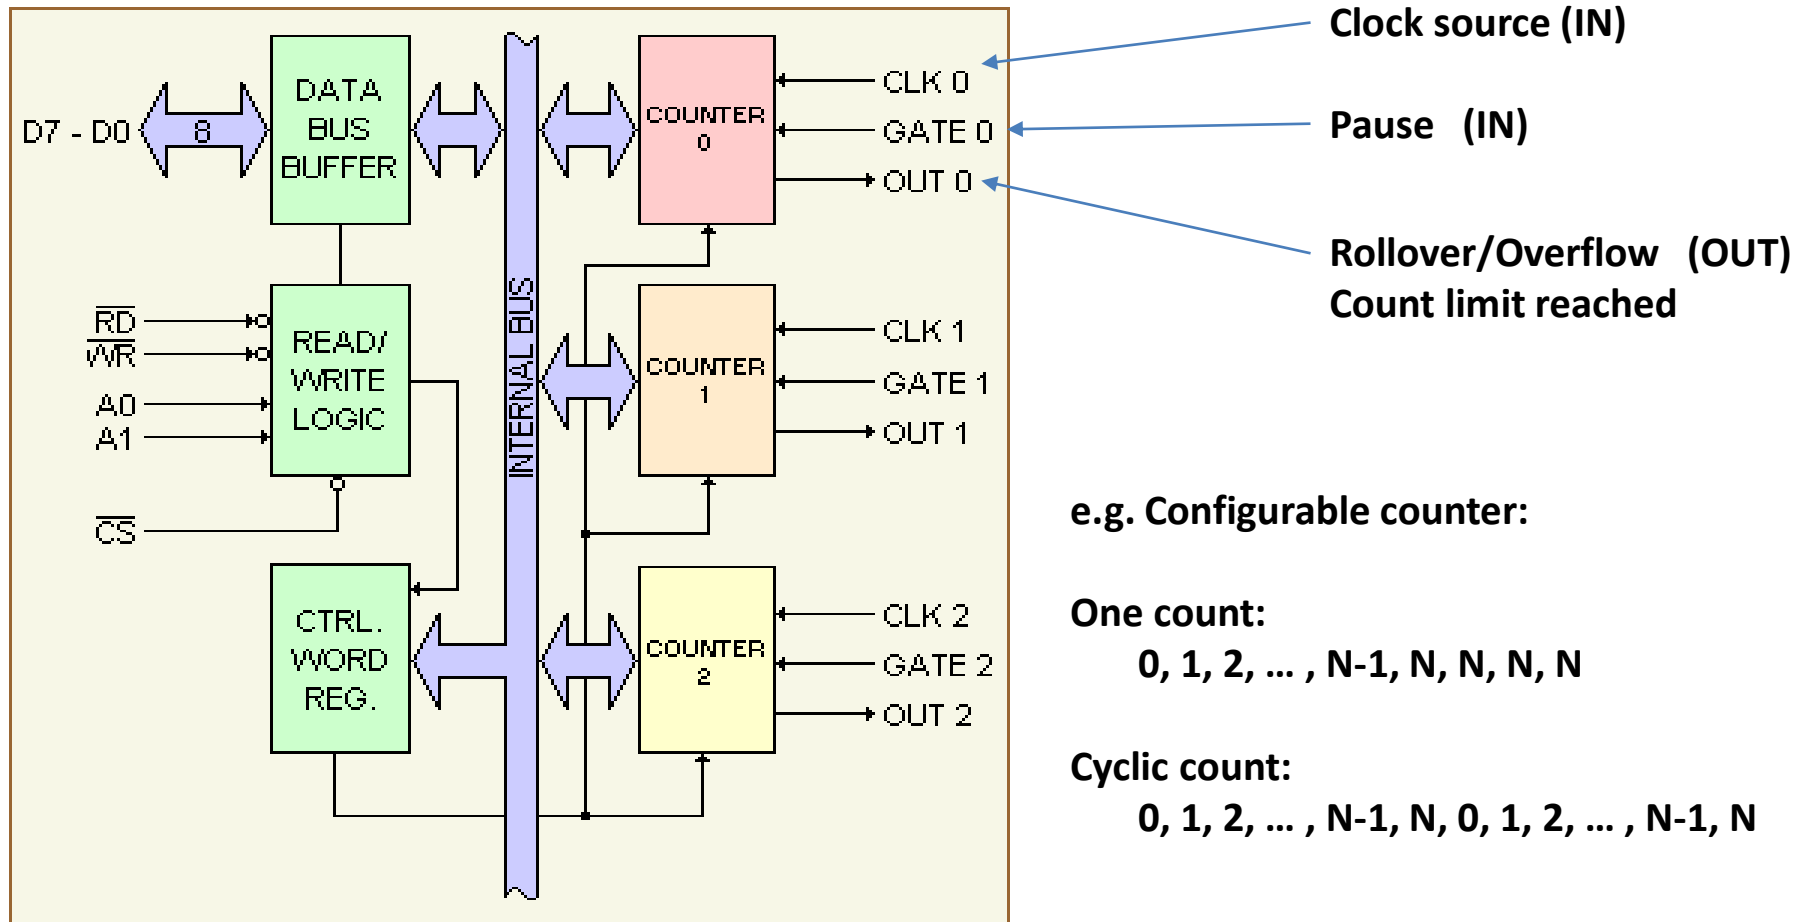 D7 - D0
8
DATA
BUS
BUFFER
RD
WR
A0
A1
CS
READ/
WRITE
LOGIC
CTRL.
WORD
REG.
INTERNAL BUS
COUNTER
0
CLK 0
GATE 0
OUT 0
COUNTER
1
CLK 1
GATE 1
OUT 1
COUNTER
2
CLK 2
GATE 2
OUT 2
Clock source (IN)
Pause (IN)
Rollover/Overflow (OUT)
Count limit reached
e.g. Configurable counter:
One count:
0, 1, 2, … , N-1, N, N, N, N
Cyclic count:
0, 1, 2, … , N-1, N, 0, 1, 2, … , N-1, N